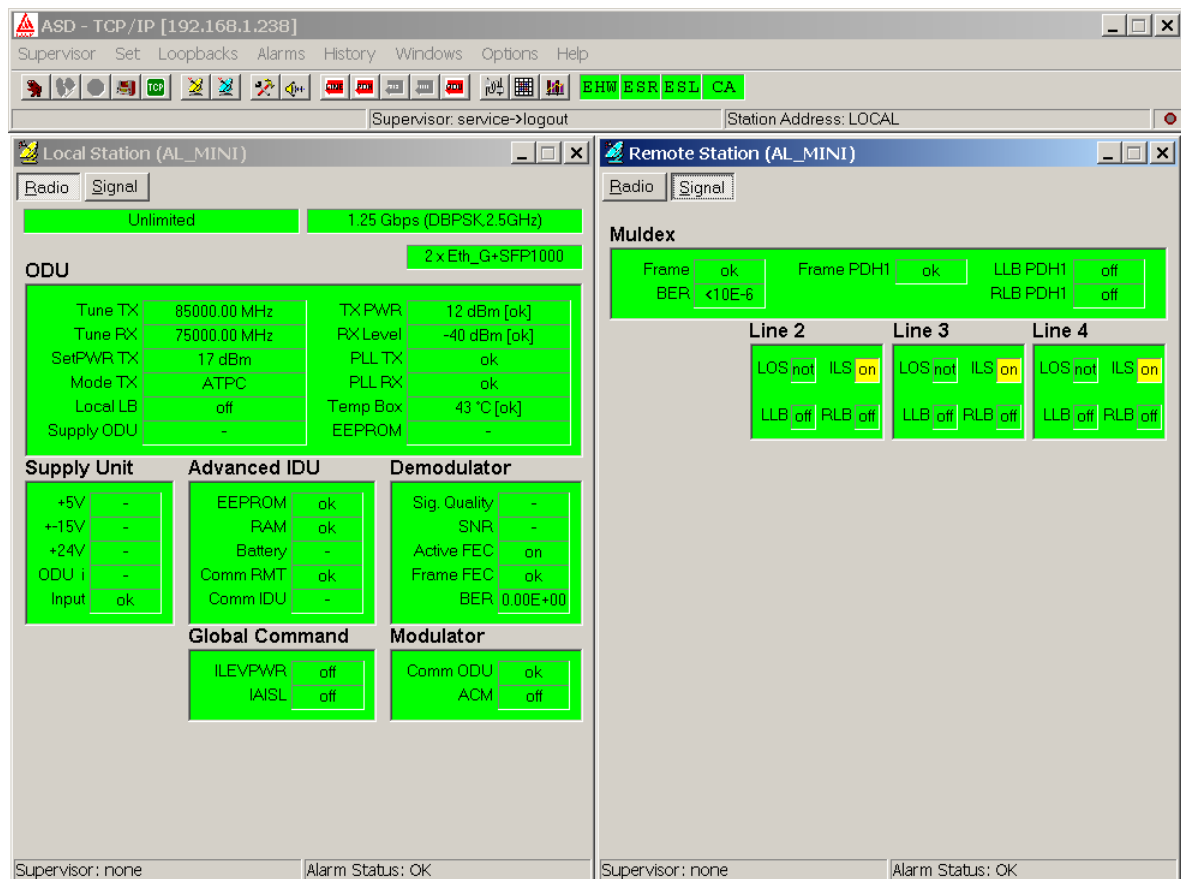 ASD - TCP/IP [192.168.1.238]
Supervisor Set Loopbacks Alarms History Windows Options Help
TCP EHW ESR ESL CA
Supervisor: service->logout Station Address: LOCAL
Local Station (AL_MINI)
Radio Signal
Unlimited 1.25 Gbps (DBPSK,2.5GHz)
2 x Eth_G+SFP1000
ODU
Tune TX 85000.00 MHz TX PWR 12 dBm [ok]
Tune RX 75000.00 MHz RX Level -40 dBm [ok]
SetPWR TX 17 dBm PLL TX ok
Mode TX ATPC PLL RX ok
Local LB off Temp Box 43 °C [ok]
Supply ODU - EEPROM -
Supply Unit Advanced IDU Demodulator
+5V - EEPROM ok Sig. Quality -
+-15V - RAM ok SNR -
+24V - Battery - Active FEC on
ODU i - Comm RMT ok Frame FEC ok
Input ok Comm IDU - BER 0.00E+00
Global Command Modulator
ILEVPWR off Comm ODU ok
IAISL off ACM off
Supervisor: none Alarm Status: OK
Remote Station (AL_MINI)
Radio Signal
Muldex
Frame ok Frame PDH1 ok LLB PDH1 off
BER <10E-6 RLB PDH1 off
Line 2 Line 3 Line 4
LOS not ILS on LOS not ILS on LOS not ILS on
LLB off RLB off LLB off RLB off LLB off RLB off
Supervisor: none Alarm Status: OK